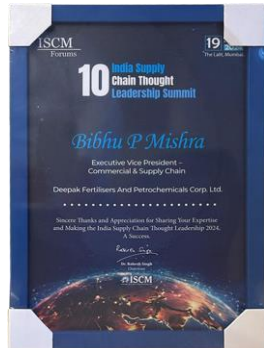 ISCM
Forums
19
The Lalit, Mumbai
10 India Supply
Chain Thought
Leadership Summit
Bibhu P Mishra
Executive Vice President –
Commercial & Supply Chain
Deepak Fertilisers And Petrochemicals Corp. Ltd.
Sincere Thanks and Appreciation for Sharing Your Expertise
and Making the India Supply Chain Thought Leadership 2024.
A Success.
Dr. Rakesh Singh
ISCM